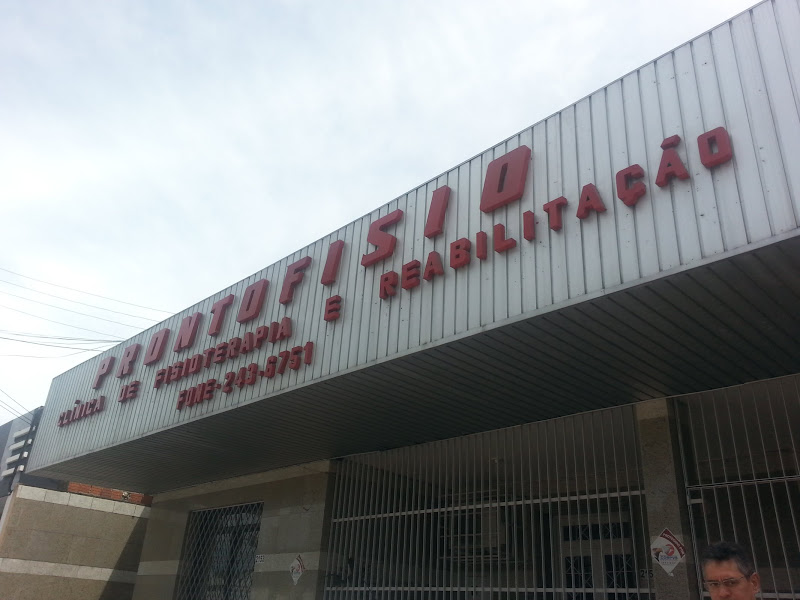 PRONTOFISIO
CLÍNICA DE FISIOTERAPIA E REABILITAÇÃO
FONE-243-6751